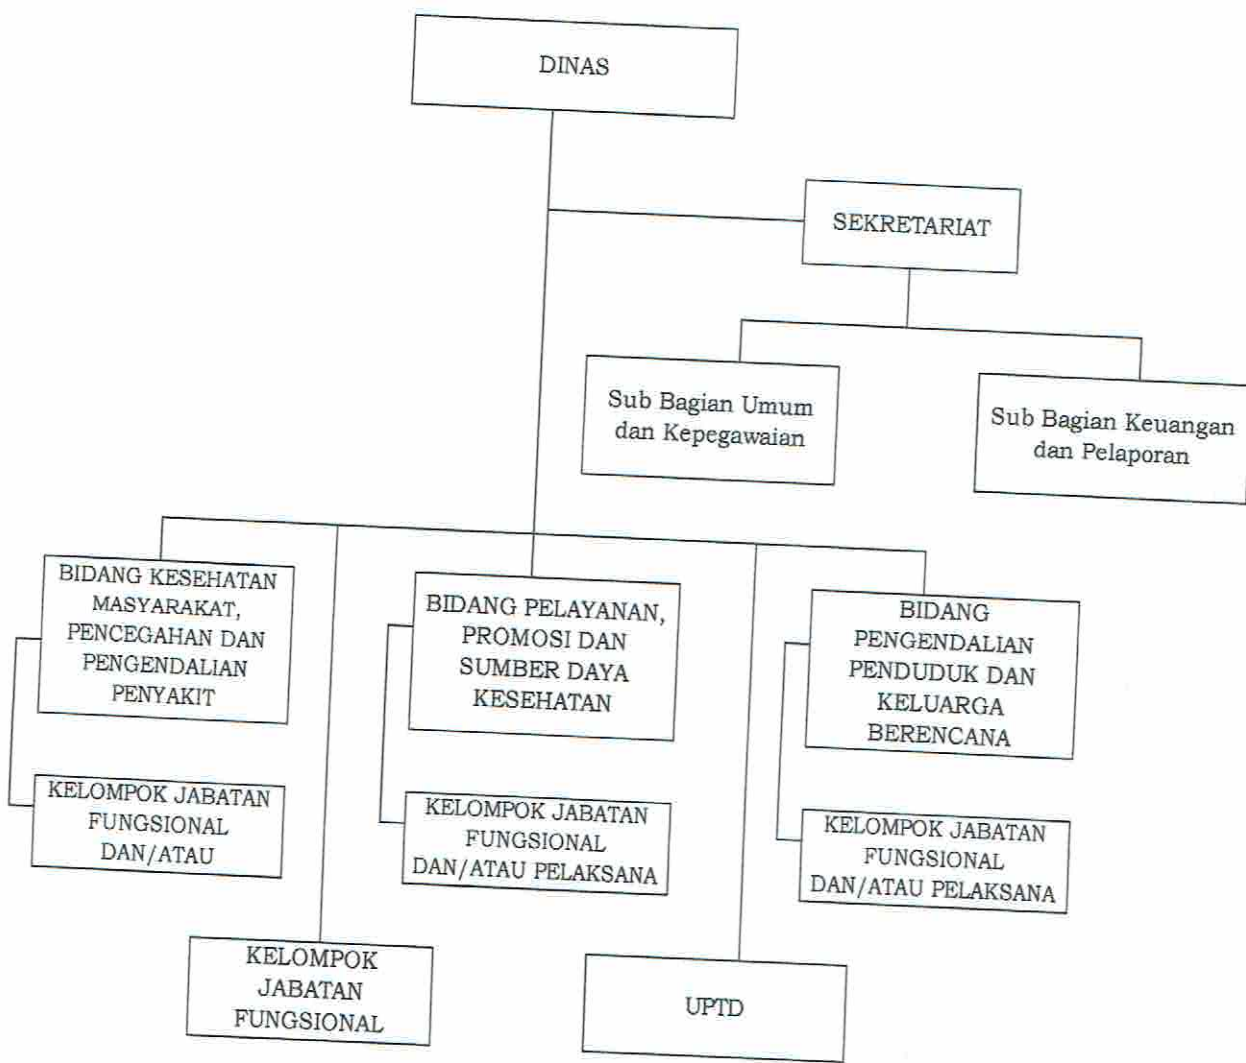 DINAS
SEKRETARIAT
Sub Bagian Umum
dan Kepegawaian
Sub Bagian Keuangan
dan Pelaporan
BIDANG KESEHATAN
MASYARAKAT,
PENCEGAHAN DAN
PENGENDALIAN
PENYAKIT
BIDANG PELAYANAN,
PROMOSI DAN
SUMBER DAYA
KESEHATAN
BIDANG
PENGENDALIAN
PENDUDUK DAN
KELUARGA
BERENCANA
KELOMPOK JABATAN
FUNGSIONAL
DAN/ATAU
KELOMPOK JABATAN
FUNGSIONAL
DAN/ATAU PELAKSANA
KELOMPOK JABATAN
FUNGSIONAL
DAN/ATAU PELAKSANA
KELOMPOK
JABATAN
FUNGSIONAL
UPTD